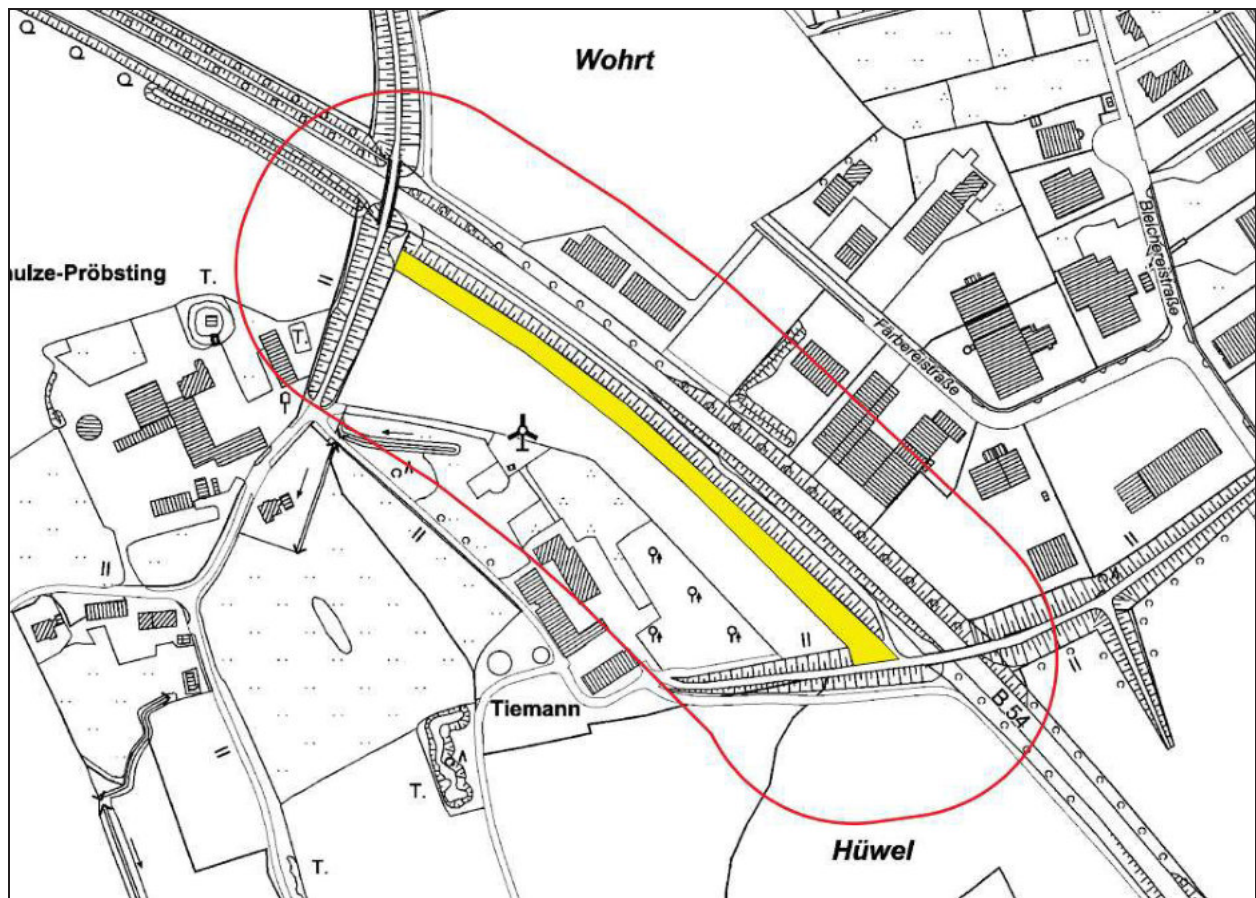 Wohrt
B
Bleichereistraße
ulze-Pröbsting
T.
T.
Färbereistraße
Tiemann
B 54
T.
Hüwel
T.